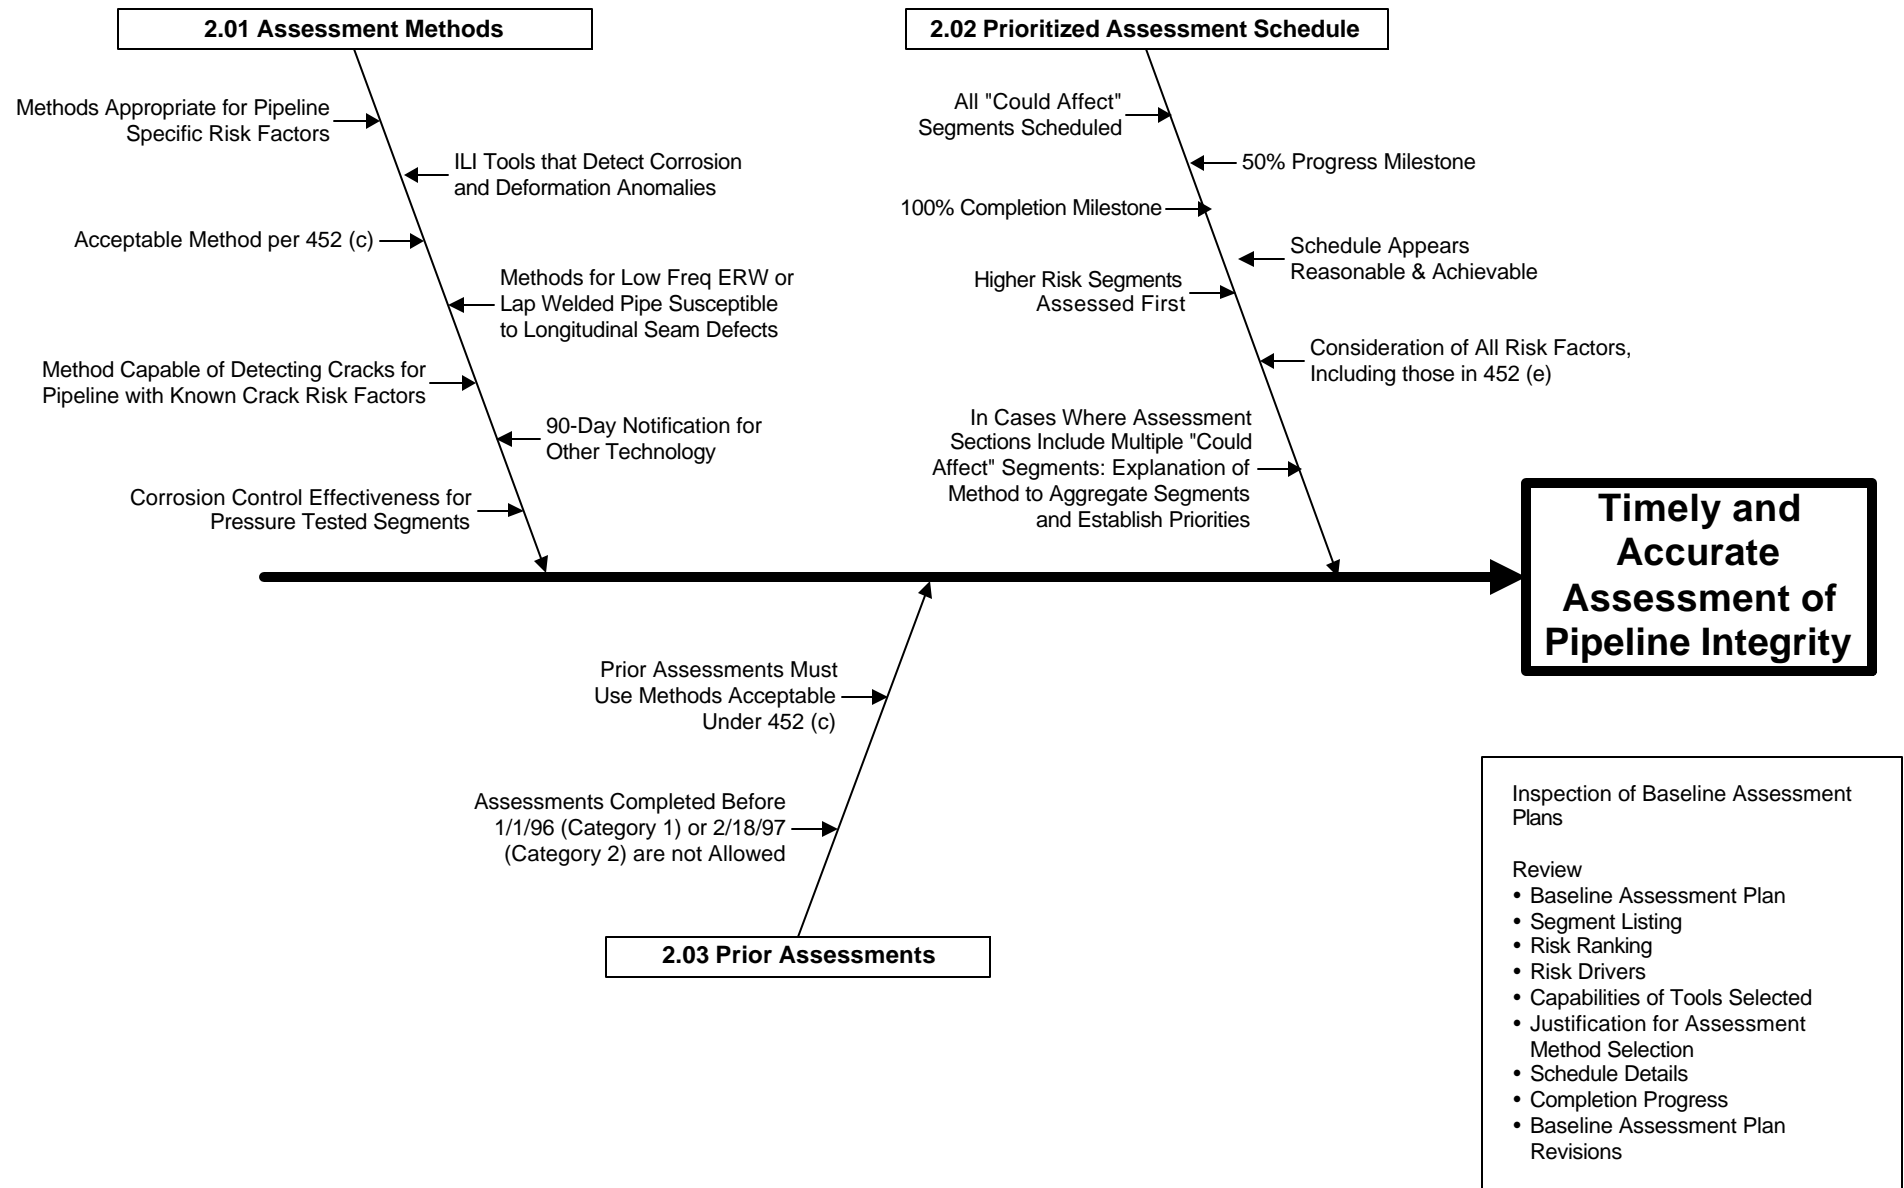 2.01 Assessment Methods
Methods Appropriate for Pipeline
Specific Risk Factors
ILI Tools that Detect Corrosion
and Deformation Anomalies
Acceptable Method per 452 (c)
Methods for Low Freq ERW or
Lap Welded Pipe Susceptible
to Longitudinal Seam Defects
Method Capable of Detecting Cracks for
Pipeline with Known Crack Risk Factors
90-Day Notification for
Other Technology
Corrosion Control Effectiveness for
Pressure Tested Segments
2.02 Prioritized Assessment Schedule
All "Could Affect"
Segments Scheduled
50% Progress Milestone
100% Completion Milestone
Schedule Appears
Reasonable & Achievable
Higher Risk Segments
Assessed First
Consideration of All Risk Factors,
Including those in 452 (e)
In Cases Where Assessment
Sections Include Multiple "Could
Affect" Segments: Explanation of
Method to Aggregate Segments
and Establish Priorities
Timely and
Accurate
Assessment of
Pipeline Integrity
Prior Assessments Must
Use Methods Acceptable
Under 452 (c)
Assessments Completed Before
1/1/96 (Category 1) or 2/18/97
(Category 2) are not Allowed
2.03 Prior Assessments
Inspection of Baseline Assessment
Plans
Review
• Baseline Assessment Plan
• Segment Listing
• Risk Ranking
• Risk Drivers
• Capabilities of Tools Selected
• Justification for Assessment
Method Selection
• Schedule Details
• Completion Progress
• Baseline Assessment Plan
Revisions